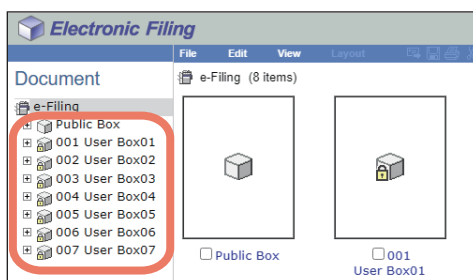 Electronic Filing
File Edit View Layout
Document
e-Filing (8 items)
e-Filing
Public Box
001 User Box01
002 User Box02
003 User Box03
004 User Box04
005 User Box05
006 User Box06
007 User Box07
Public Box
001
User Box01